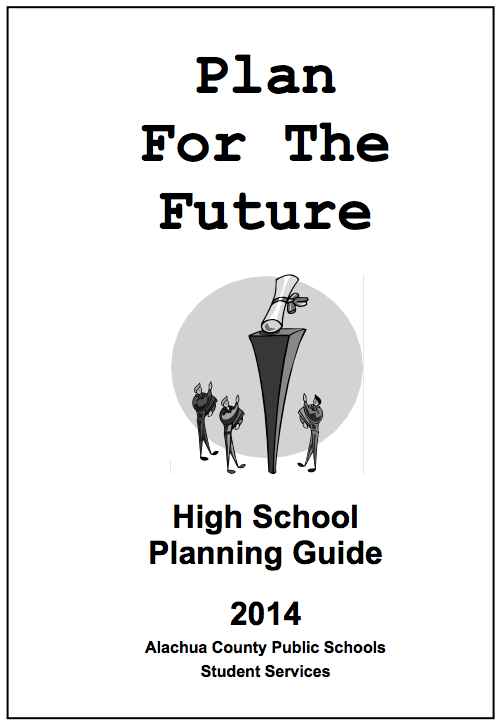 Plan
For The
Future
High School
Planning Guide
2014
Alachua County Public Schools
Student Services